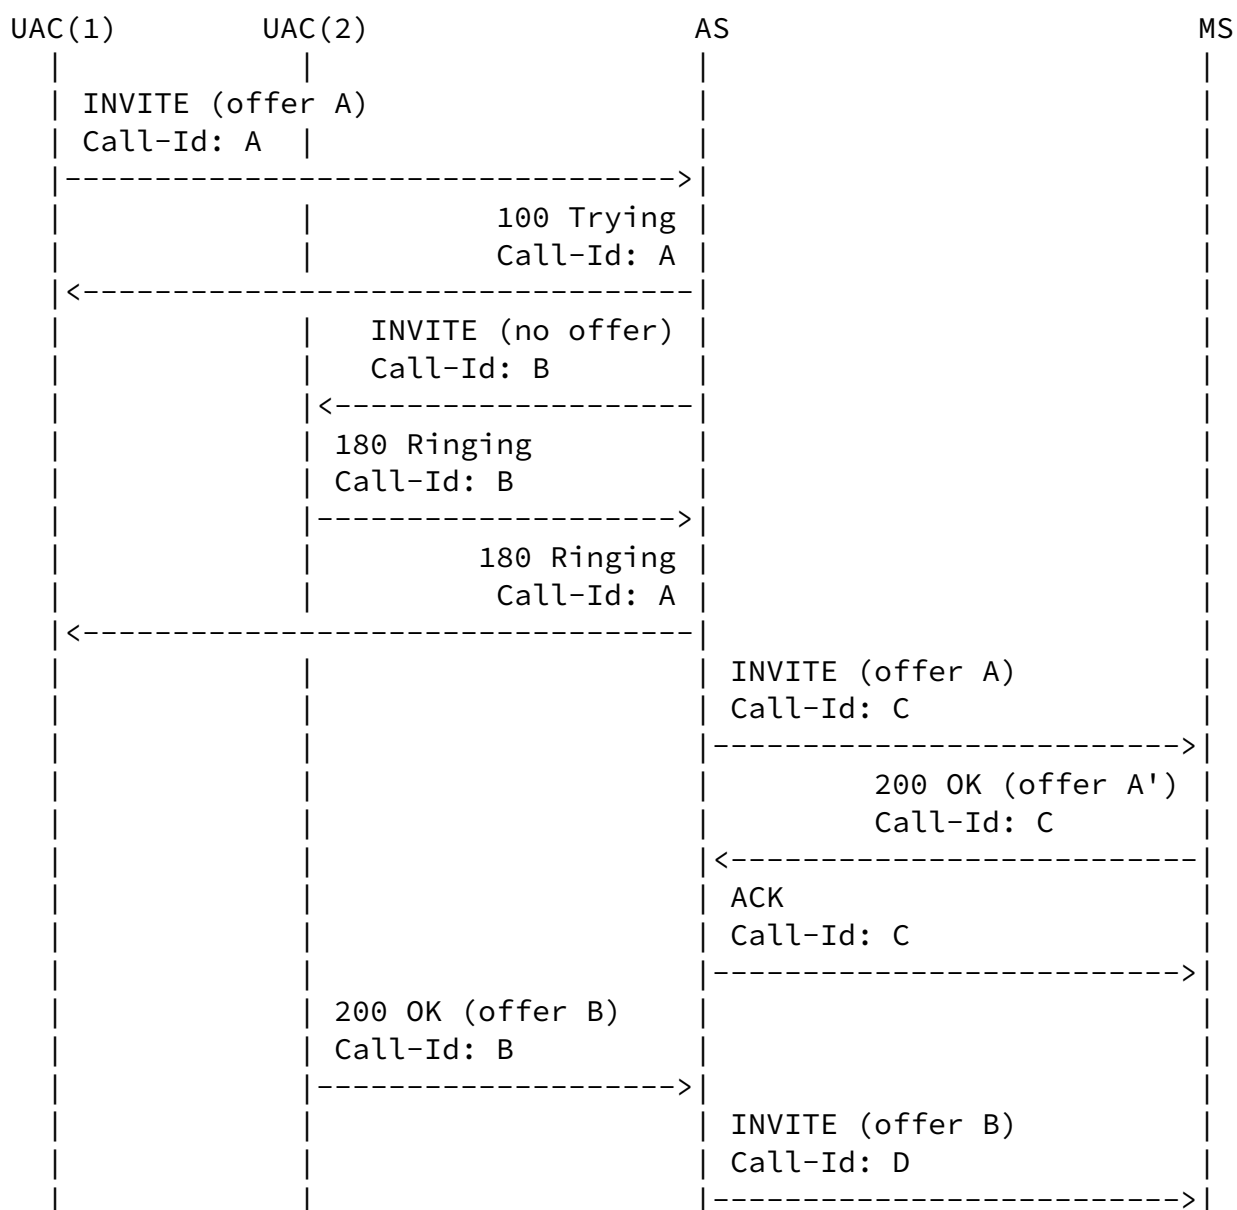 UAC(1) UAC(2) AS MS
INVITE (offer A)
Call-Id: A
100 Trying
Call-Id: A
INVITE (no offer)
Call-Id: B
180 Ringing
Call-Id: B
180 Ringing
Call-Id: A
INVITE (offer A)
Call-Id: C
200 OK (offer A')
Call-Id: C
ACK
Call-Id: C
200 OK (offer B)
Call-Id: B
INVITE (offer B)
Call-Id: D